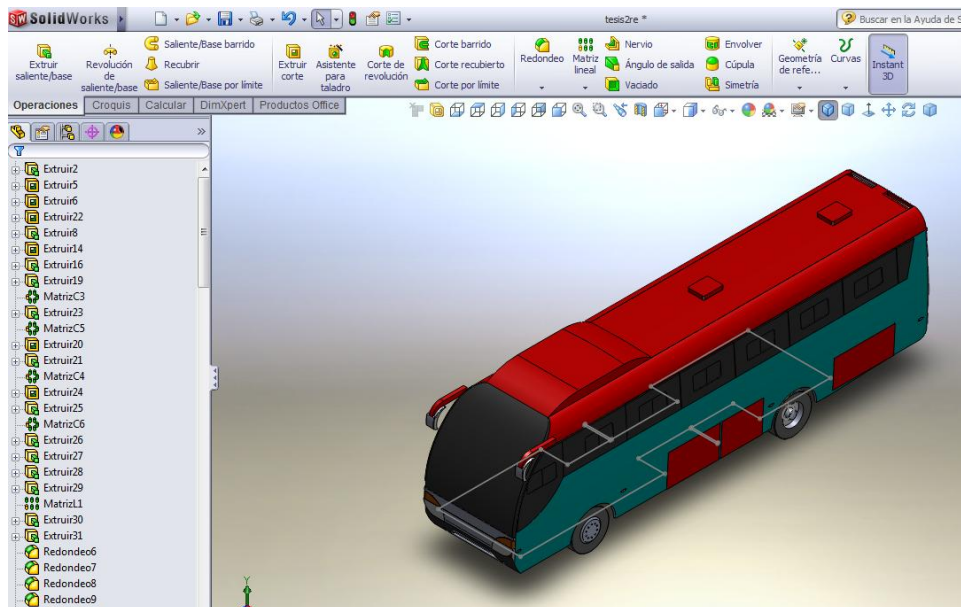 SolidWorks
tesis2re *
Buscar en la Ayuda de S
Extruir saliente/base
Revolución de saliente/base
Saliente/Base barrido
Recubrir
Saliente/Base por límite
Extruir corte
Asistente para taladro
Corte de revolución
Corte barrido
Corte recubierto
Corte por límite
Redondeo
Matriz lineal
Nervio
Ángulo de salida
Vaciado
Envolver
Cúpula
Simetría
Geometría de refe...
Curvas
Instant 3D
Operaciones
Croquis
Calcular
DimXpert
Productos Office
Extruir2
Extruir5
Extruir6
Extruir22
Extruir8
Extruir14
Extruir16
Extruir19
MatrizC3
Extruir23
MatrizC5
Extruir20
Extruir21
MatrizC4
Extruir24
Extruir25
MatrizC6
Extruir26
Extruir27
Extruir28
Extruir29
MatrizL1
Extruir30
Extruir31
Redondeo6
Redondeo7
Redondeo8
Redondeo9
Y